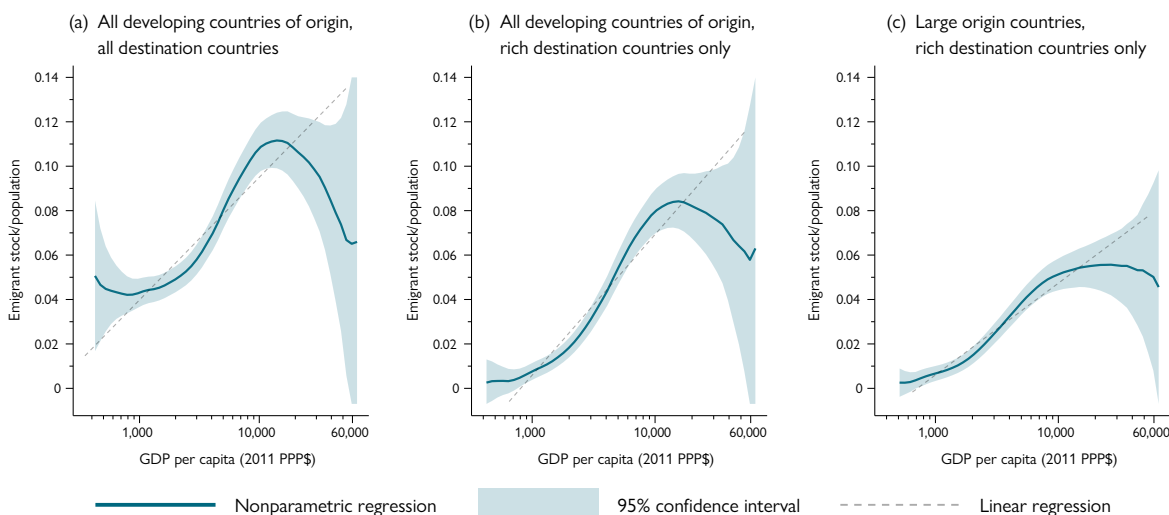 (a) All developing countries of origin,
all destination countries
Emigrant stock/population
0.14
0.12
0.10
0.08
0.06
0.04
0.02
0
1,000
10,000
60,000
GDP per capita (2011 PPP$)
(b) All developing countries of origin,
rich destination countries only
Emigrant stock/population
0.14
0.12
0.10
0.08
0.06
0.04
0.02
0
1,000
10,000
60,000
GDP per capita (2011 PPP$)
(c) Large origin countries,
rich destination countries only
Emigrant stock/population
0.14
0.12
0.10
0.08
0.06
0.04
0.02
0
1,000
10,000
60,000
GDP per capita (2011 PPP$)
Nonparametric regression
95% confidence interval
Linear regression